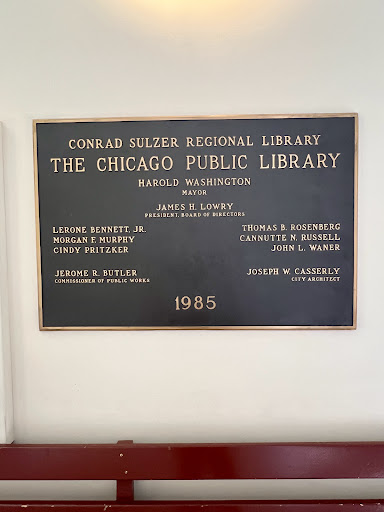 CONRAD SULZER REGIONAL LIBRARY
THE CHICAGO PUBLIC LIBRARY
HAROLD WASHINGTON
MAYOR
JAMES H. LOWRY
PRESIDENT, BOARD OF DIRECTORS
LERONE BENNETT, JR.
MORGAN F. MURPHY
CINDY PRITZKER
THOMAS B. ROSENBERG
CANNUTTE N. RUSSELL
JOHN L. WANER
JEROME R. BUTLER
COMMISSIONER OF PUBLIC WORKS
JOSEPH W. CASSERLY
CITY ARCHITECT
1985